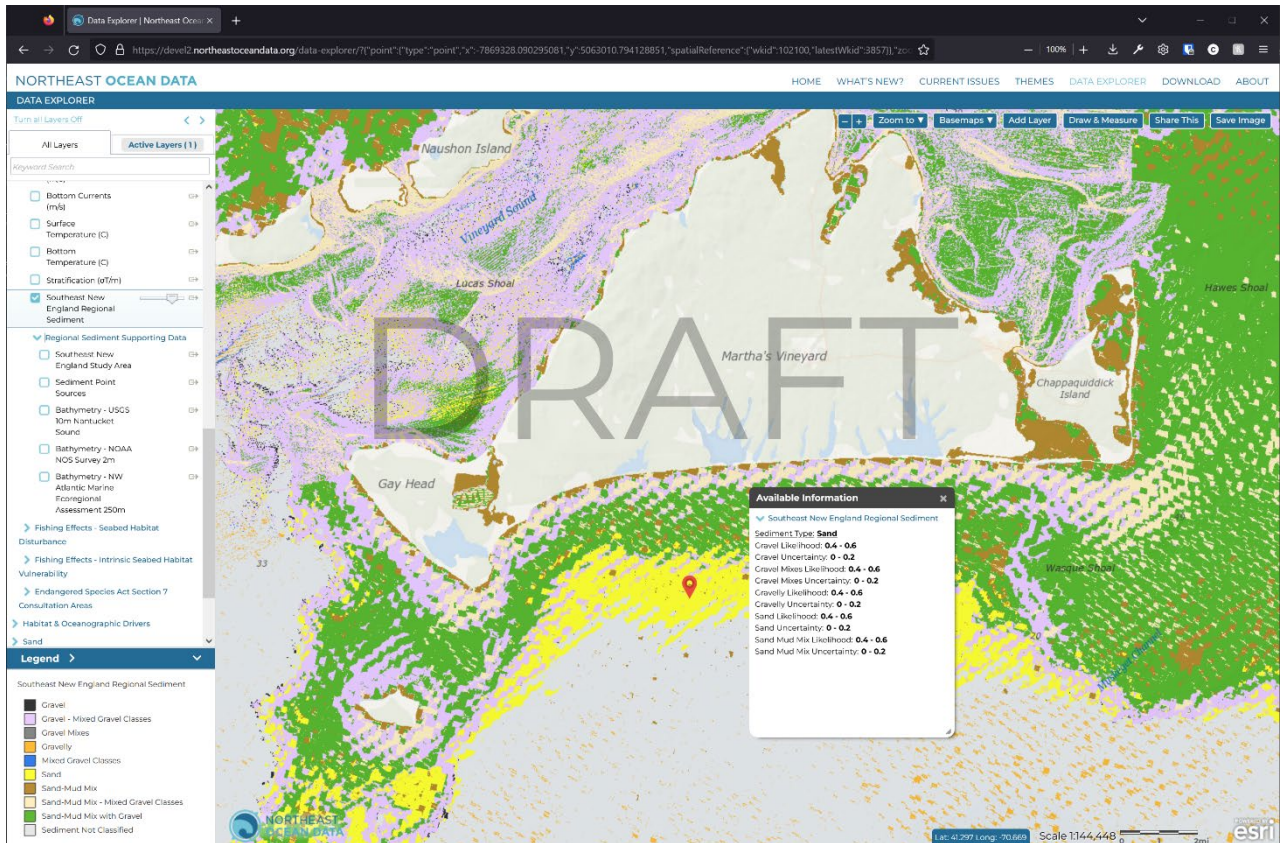 Data Explorer | Northeast Ocean
https://devel2.northeastoceandata.org/data-explorer/?{"point":{"type":"point","x":-7869328.090295081,"y":5063010.794128851,"spatialReference":{"wkid":102100,"latestWkid":3857}},"zo
100%
NORTHEAST OCEAN DATA
HOME WHAT'S NEW? CURRENT ISSUES THEMES DATA EXPLORER DOWNLOAD ABOUT
DATA EXPLORER
Turn all Layers Off
All Layers
Active Layers (1)
Keyword Search
Bottom Currents
(m/s)
Surface
Temperature (C)
Bottom
Temperature (C)
Stratification (σT/m)
Southeast New
England Regional
Sediment
Regional Sediment Supporting Data
Southeast New
England Study Area
Sediment Point
Sources
Bathymetry - USGS
10m Nantucket
Sound
Bathymetry - NOAA
NOS Survey 2m
Bathymetry - NW
Atlantic Marine
Ecoregional
Assessment 250m
Fishing Effects - Seabed Habitat
Disturbance
Fishing Effects - Intrinsic Seabed Habitat
Vulnerability
Endangered Species Act Section 7
Consultation Areas
Habitat & Oceanographic Drivers
Sand
Legend
Southeast New England Regional Sediment
Gravel
Gravel - Mixed Gravel Classes
Gravel Mixes
Gravelly
Mixed Gravel Classes
Sand
Sand-Mud Mix
Sand-Mud Mix - Mixed Gravel Classes
Sand-Mud Mix with Gravel
Sediment Not Classified
- + Zoom to ▼ Basemaps ▼ Add Layer Draw & Measure Share This Save Image
Naushon Island
Vineyard Sound
Lucas Shoal
Hawes Shoal
DRAFT
Martha's Vineyard
Chappaquiddick
Island
Gay Head
33
Wasque Shoal
20
Available Information
Southeast New England Regional Sediment
Sediment Type: Sand
Gravel Likelihood: 0.4 - 0.6
Gravel Uncertainty: 0 - 0.2
Gravel Mixes Likelihood: 0.4 - 0.6
Gravel Mixes Uncertainty: 0 - 0.2
Gravelly Likelihood: 0.4 - 0.6
Gravelly Uncertainty: 0 - 0.2
Sand Likelihood: 0.4 - 0.6
Sand Uncertainty: 0 - 0.2
Sand Mud Mix Likelihood: 0.4 - 0.6
Sand Mud Mix Uncertainty: 0 - 0.2
NORTHEAST
OCEAN DATA
Lat: 41.297 Long: -70.669
Scale 1:144,448
0 1 2mi
POWERED BY
esri